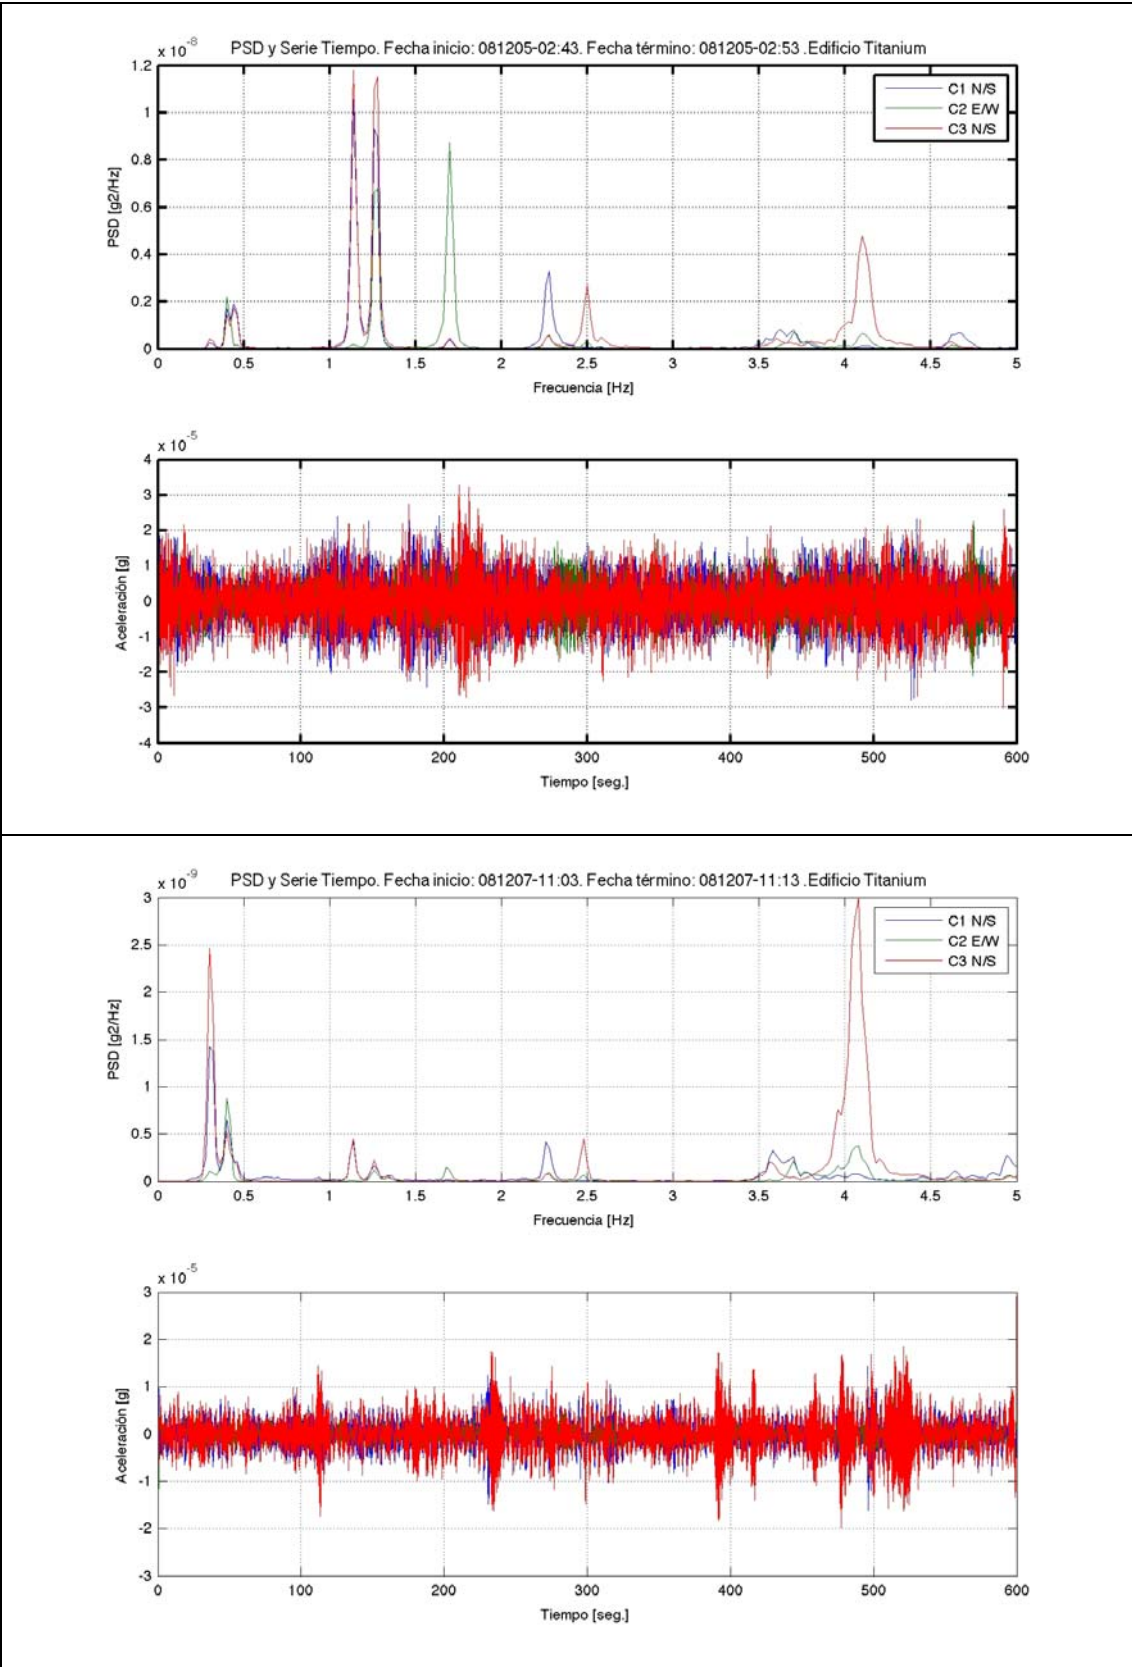 x 10-8
PSD y Serie Tiempo. Fecha inicio: 081205-02:43. Fecha término: 081205-02:53 .Edificio Titanium
1.2
1
0.8
0.6
0.4
0.2
0
PSD [g2/Hz]
C1 N/S
C2 E/W
C3 N/S
0 0.5 1 1.5 2 2.5 3 3.5 4 4.5 5
Frecuencia [Hz]
x 10-5
4
3
2
1
0
-1
-2
-3
-4
Aceleración [g]
0 100 200 300 400 500 600
Tiempo [seg.]
x 10-9
PSD y Serie Tiempo. Fecha inicio: 081207-11:03. Fecha término: 081207-11:13 .Edificio Titanium
3
2.5
2
1.5
1
0.5
0
PSD [g2/Hz]
C1 N/S
C2 E/W
C3 N/S
0 0.5 1 1.5 2 2.5 3 3.5 4 4.5 5
Frecuencia [Hz]
x 10-5
3
2
1
0
-1
-2
-3
Aceleración [g]
0 100 200 300 400 500 600
Tiempo [seg.]